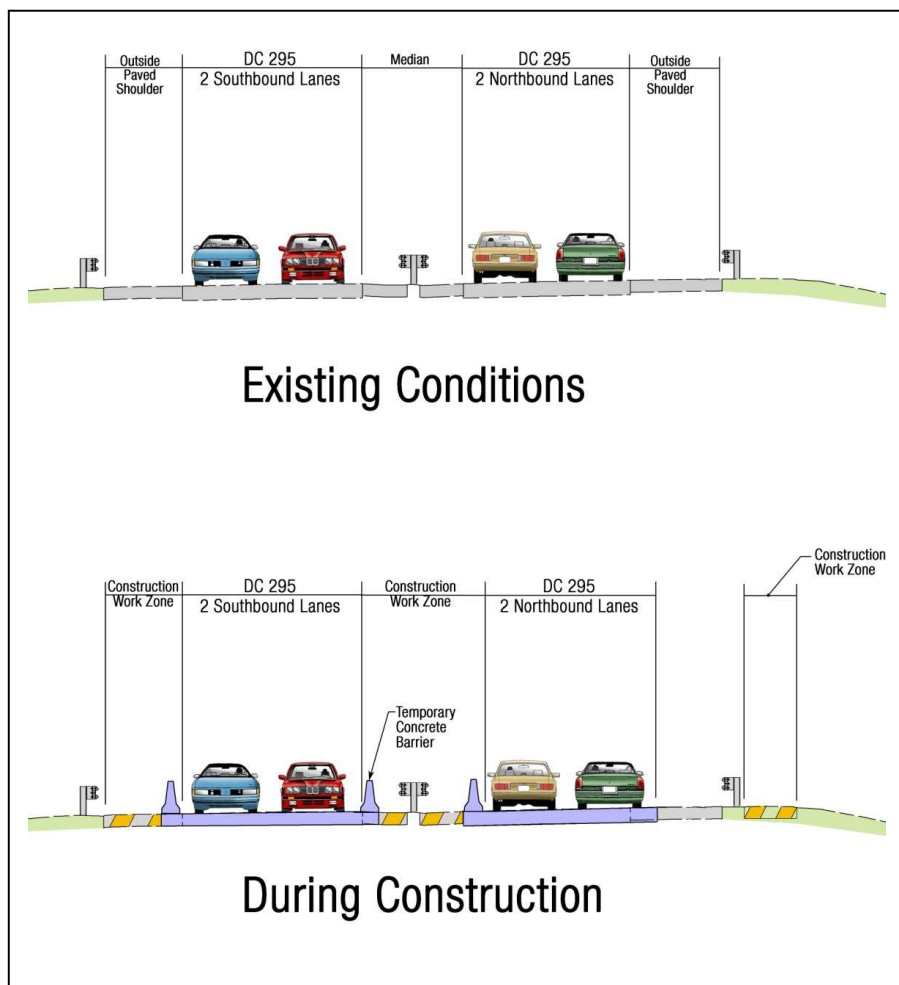 Outside
Paved
Shoulder
DC 295
2 Southbound Lanes
Median
DC 295
2 Northbound Lanes
Outside
Paved
Shoulder
Existing Conditions
Construction
Work Zone
Construction
Work Zone
DC 295
2 Southbound Lanes
Construction
Work Zone
DC 295
2 Northbound Lanes
Temporary
Concrete
Barrier
During Construction